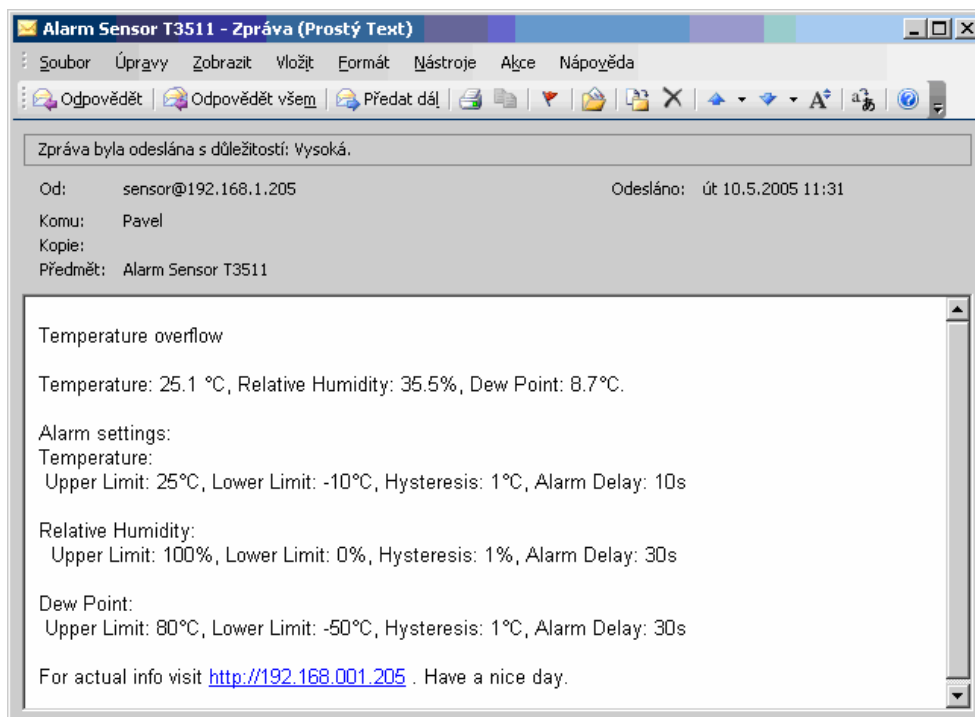 Alarm Sensor T3511 - Zpráva (Prostý Text)
Soubor Úpravy Zobrazit Vložit Formát Nástroje Akce Nápověda
Odpovědět Odpovědět všem Předat dál
Zpráva byla odeslána s důležitostí: Vysoká.
Od: sensor@192.168.1.205 Odesláno: út 10.5.2005 11:31
Komu: Pavel
Kopie:
Předmět: Alarm Sensor T3511
Temperature overflow
Temperature: 25.1 °C, Relative Humidity: 35.5%, Dew Point: 8.7°C.
Alarm settings:
Temperature:
Upper Limit: 25°C, Lower Limit: -10°C, Hysteresis: 1°C, Alarm Delay: 10s
Relative Humidity:
Upper Limit: 100%, Lower Limit: 0%, Hysteresis: 1%, Alarm Delay: 30s
Dew Point:
Upper Limit: 80°C, Lower Limit: -50°C, Hysteresis: 1°C, Alarm Delay: 30s
For actual info visit http://192.168.001.205 . Have a nice day.